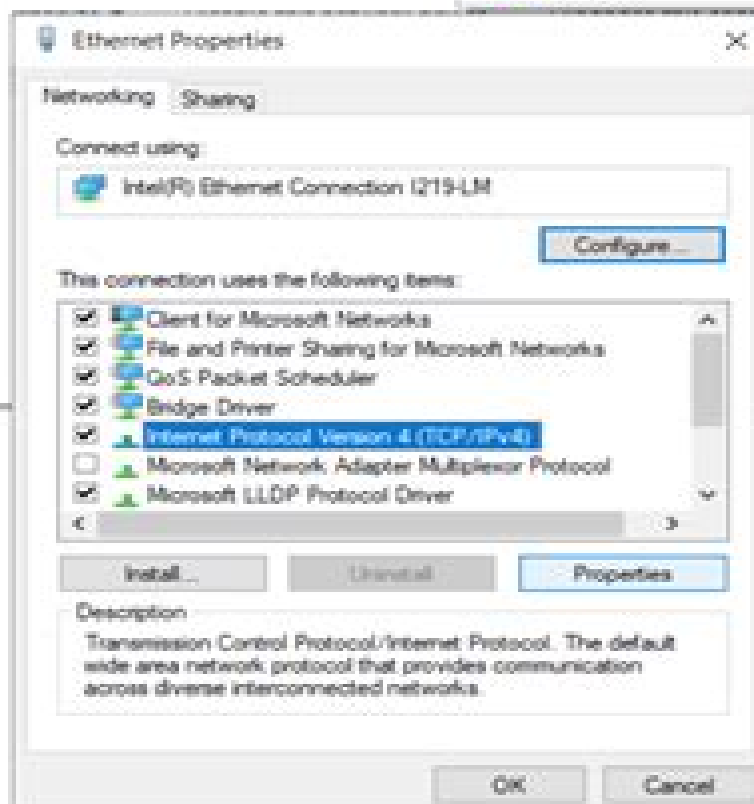 Ethernet Properties
Networking Sharing
Connect using:
Intel(R) Ethernet Connection I219-LM
Configure...
This connection uses the following items:
Client for Microsoft Networks
File and Printer Sharing for Microsoft Networks
QoS Packet Scheduler
Bridge Driver
Internet Protocol Version 4 (TCP/IPv4)
Microsoft Network Adapter Multiplexor Protocol
Microsoft LLDP Protocol Driver
Install... Uninstall Properties
Description
Transmission Control Protocol/Internet Protocol. The default
wide area network protocol that provides communication
across diverse interconnected networks.
OK Cancel